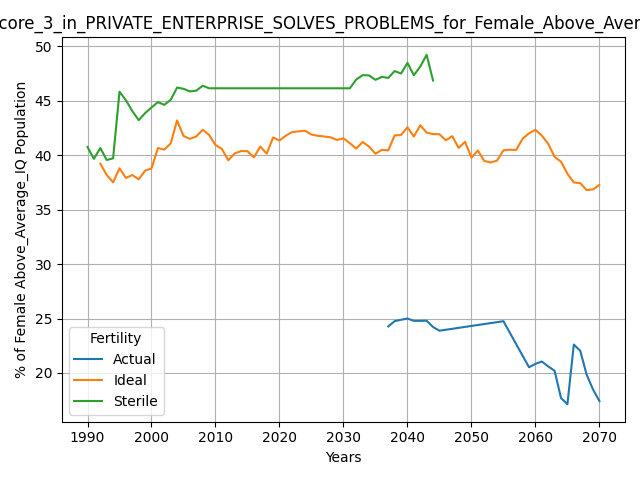 core_3_in_PRIVATE_ENTERPRISE_SOLVES_PROBLEMS_for_Female_Above_Aver
50
45
40
35
30
25
20
% of Female Above_Average_IQ Population
Fertility
Actual
Ideal
Sterile
1990 2000 2010 2020 2030 2040 2050 2060 2070
Years